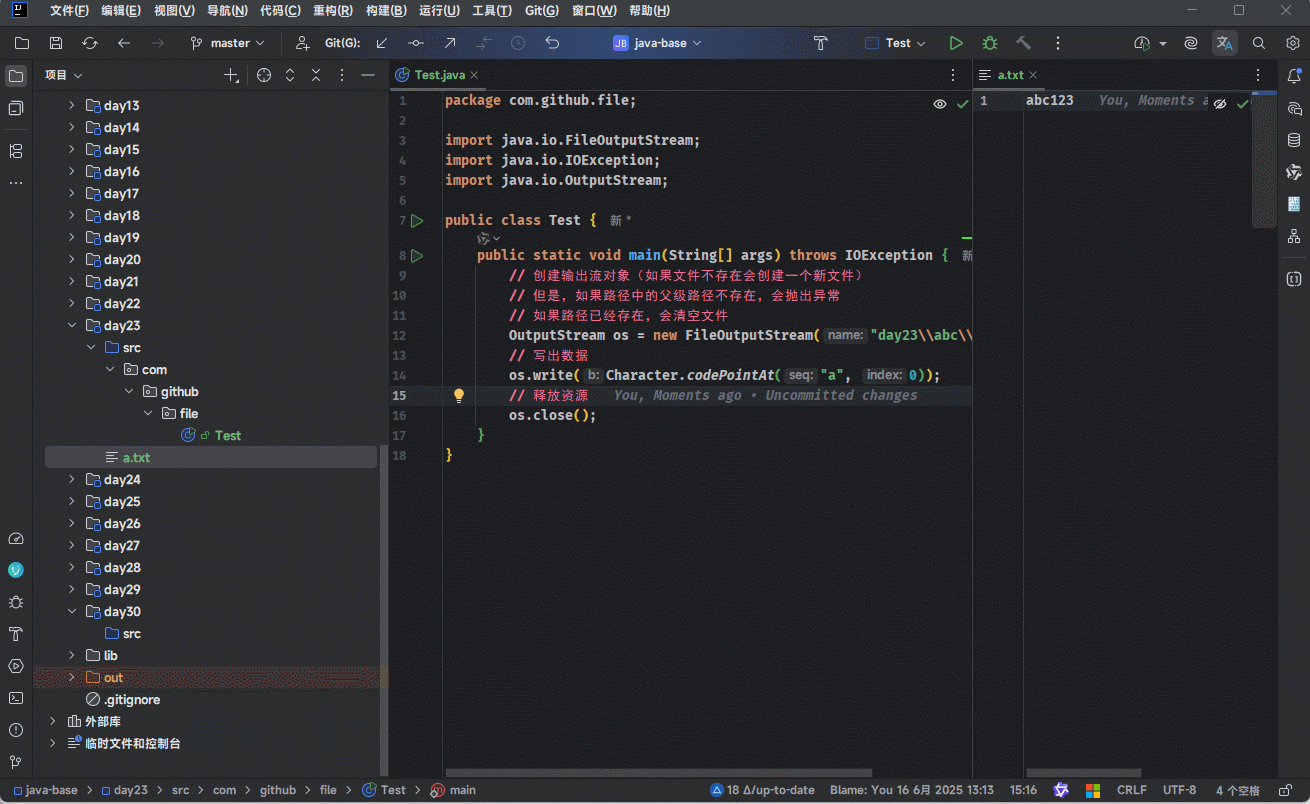 文件(F) 编辑(E) 视图(V) 导航(N) 代码(C) 重构(R) 构建(B) 运行(U) 工具(T) Git(G) 窗口(W) 帮助(H)
master Git(G): JB java-base Test
项目
day13
day14
day15
day16
day17
day18
day19
day20
day21
day22
day23
src
com
github
file
Test
a.txt
day24
day25
day26
day27
day28
day29
day30
src
lib
out
.gitignore
外部库
临时文件和控制台
Test.java
1 package com.github.file;
2
3 import java.io.FileOutputStream;
4 import java.io.IOException;
5 import java.io.OutputStream;
6
7 public class Test { 新 *
8 public static void main(String[] args) throws IOException { 新
9 // 创建输出流对象（如果文件不存在会创建一个新文件）
10 // 但是，如果路径中的父级路径不存在，会抛出异常
11 // 如果路径已经存在，会清空文件
12 OutputStream os = new FileOutputStream( name: "day23\\abc\\
13 // 写出数据
14 os.write( b: Character.codePointAt( seq: "a", index: 0));
15 // 释放资源 You, Moments ago • Uncommitted changes
16 os.close();
17 }
18 }
a.txt
1 abc123 You, Moments a
java-base > day23 > src > com > github > file > Test > main
18 Δ/up-to-date Blame: You 16 6月 2025 13:13 15:16 CRLF UTF-8 4 个空格